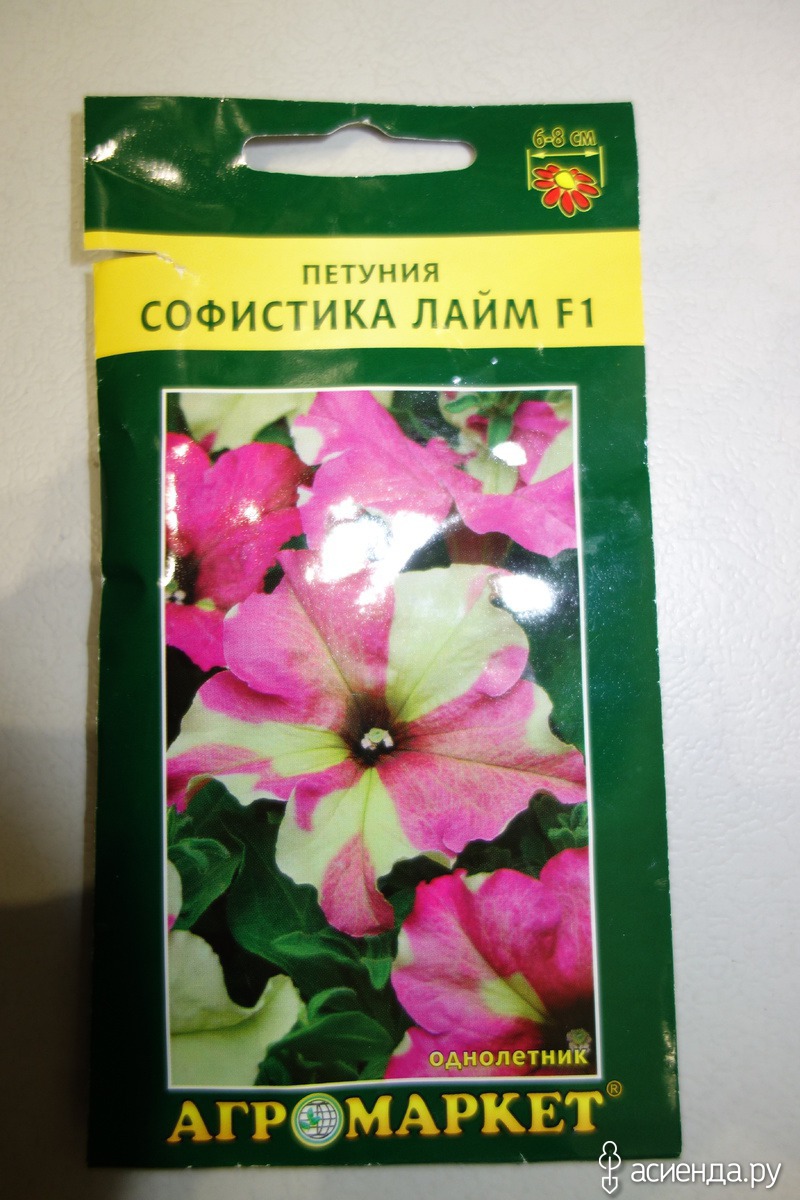 6-8 см
ПЕТУНИЯ
СОФИСТИКА ЛАЙМ F1
однолетник
АГРОМАРКЕТ®
асиенда.ру